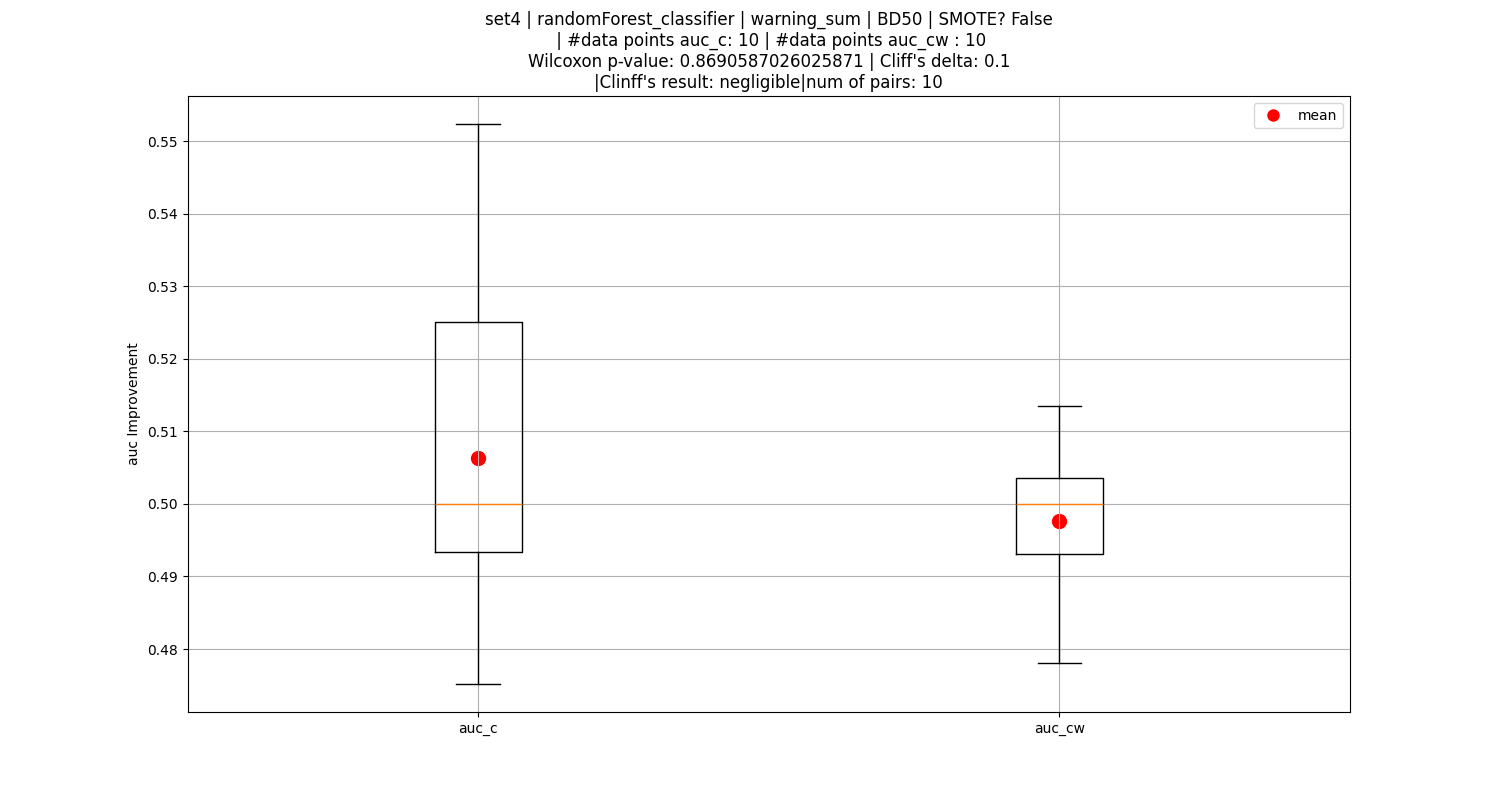 set4 | randomForest_classifier | warning_sum | BD50 | SMOTE? False
| #data points auc_c: 10 | #data points auc_cw : 10
Wilcoxon p-value: 0.8690587026025871 | Cliff's delta: 0.1
|Clinff's result: negligible|num of pairs: 10
mean
0.55
0.54
0.53
0.52
0.51
0.50
0.49
0.48
auc Improvement
auc_c
auc_cw